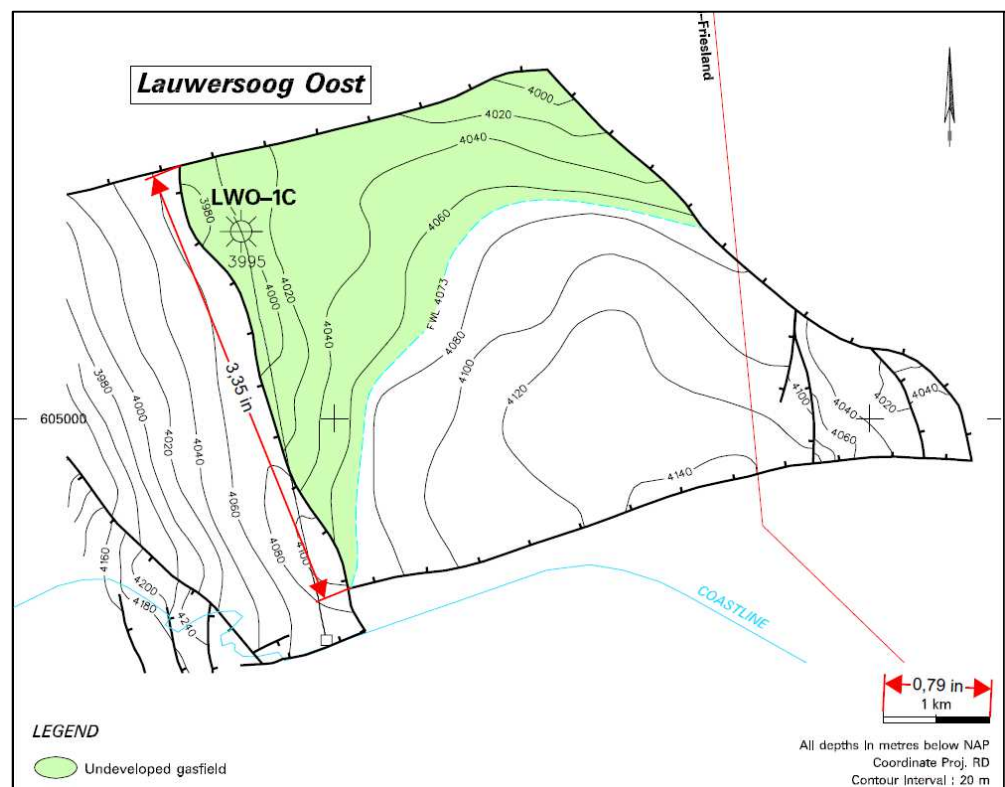 Lauwersoog Oost
–Friesland
4000
4020
4040
LWO–1C
3980
3995
4060
4020
4000
4040
FWL 4073
4080
4100
4120
4140
3,35 in
3980
4000
4020
4040
4060
4080
4100
605000
4100
4040
4060
4020
4040
4160
4200
4180
4240
COASTLINE
0,79 in
1 km
LEGEND
Undeveloped gasfield
All depths in metres below NAP
Coordinate Proj. RD
Contour Interval : 20 m